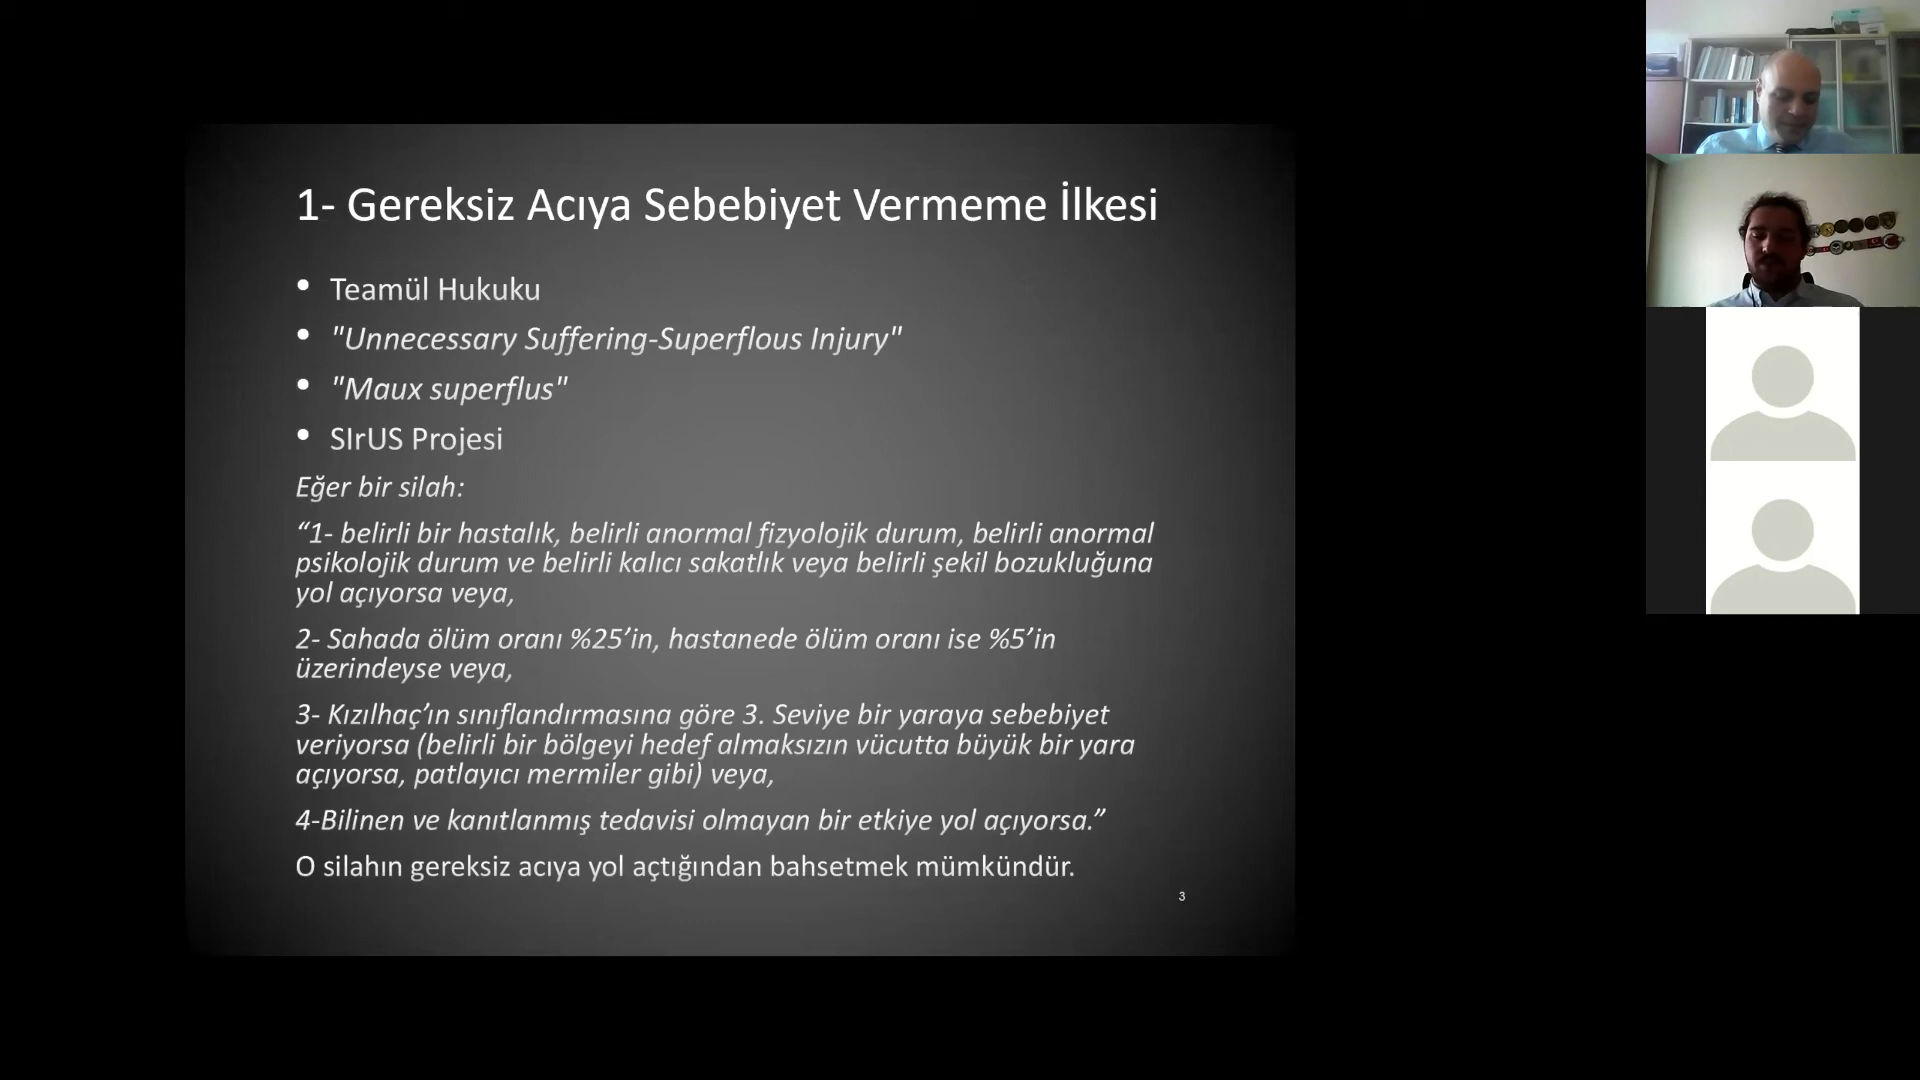 1- Gereksiz Acıya Sebebiyet Vermeme İlkesi
• Teamül Hukuku
• "Unnecessary Suffering-Superflous Injury"
• "Maux superflus"
• SIrUS Projesi
Eğer bir silah:
“1- belirli bir hastalık, belirli anormal fizyolojik durum, belirli anormal
psikolojik durum ve belirli kalıcı sakatlık veya belirli şekil bozukluğuna
yol açıyorsa veya,
2- Sahada ölüm oranı %25’in, hastanede ölüm oranı ise %5’in
üzerindeyse veya,
3- Kızılhaç’ın sınıflandırmasına göre 3. Seviye bir yaraya sebebiyet
veriyorsa (belirli bir bölgeyi hedef almaksızın vücutta büyük bir yara
açıyorsa, patlayıcı mermiler gibi) veya,
4-Bilinen ve kanıtlanmış tedavisi olmayan bir etkiye yol açıyorsa.”
O silahın gereksiz acıya yol açtığından bahsetmek mümkündür.
3